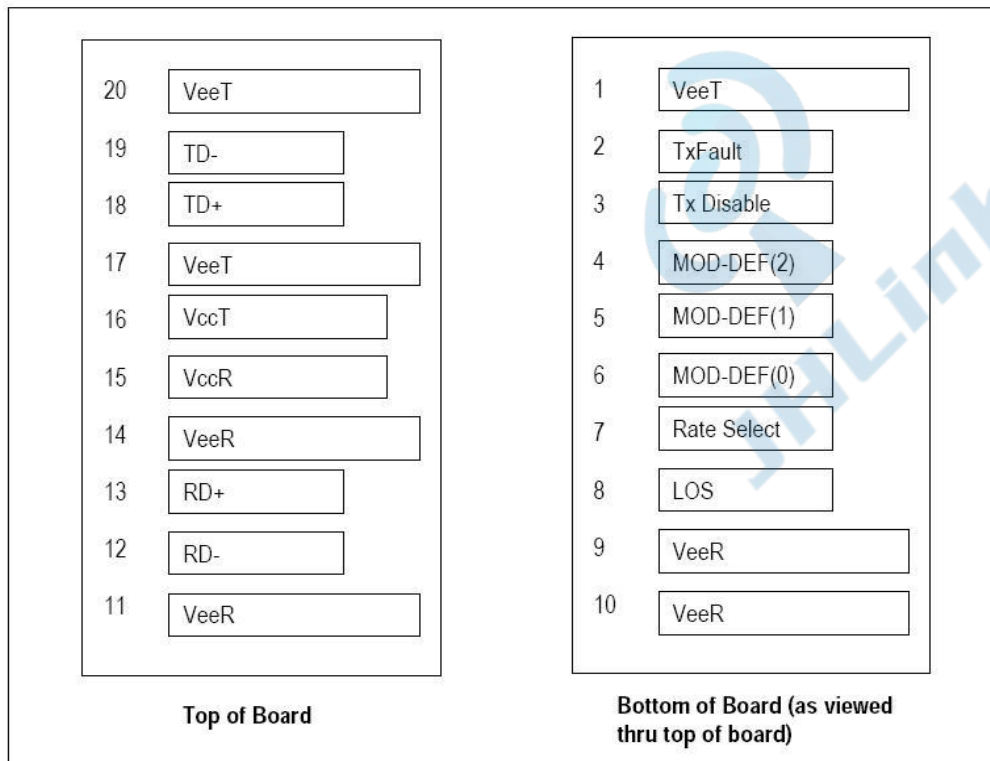 20 VeeT
19 TD-
18 TD+
17 VeeT
16 VccT
15 VccR
14 VeeR
13 RD+
12 RD-
11 VeeR
Top of Board
1 VeeT
2 TxFault
3 Tx Disable
4 MOD-DEF(2)
5 MOD-DEF(1)
6 MOD-DEF(0)
7 Rate Select
8 LOS
9 VeeR
10 VeeR
Bottom of Board (as viewed
thru top of board)
JHLink